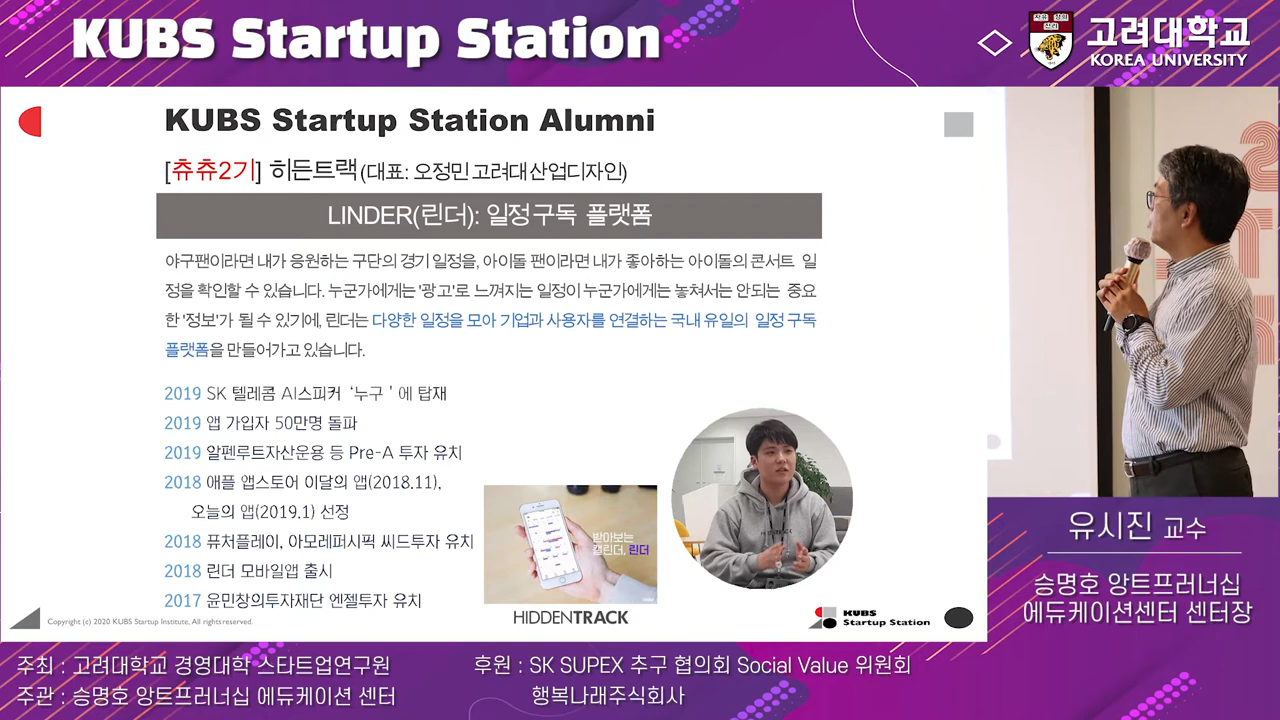 KUBS Startup Station
고려대학교
KOREA UNIVERSITY
KUBS Startup Station Alumni
[츄츄2기] 히든트랙(대표: 오정민 고려대 산업디자인)
LINDER(린더): 일정구독 플랫폼
야구팬이라면 내가 응원하는 구단의 경기 일정을, 아이돌 팬이라면 내가 좋아하는 아이돌의 콘서트 일
정을 확인할 수 있습니다. 누군가에게는 '광고'로 느껴지는 일정이 누군가에게는 놓쳐서는 안되는 중요
한 '정보'가 될 수 있기에, 린더는 다양한 일정을 모아 기업과 사용자를 연결하는 국내 유일의 일정 구독
플랫폼을 만들어가고 있습니다.
2019 SK 텔레콤 AI스피커 ‘누구 ' 에 탑재
2019 앱 가입자 50만명 돌파
2019 알펜루트자산운용 등 Pre-A 투자 유치
2018 애플 앱스토어 이달의 앱(2018.11),
오늘의 앱(2019.1) 선정
2018 퓨처플레이, 아모레퍼시픽 씨드투자 유치
2018 린더 모바일앱 출시
2017 윤민창의투자재단 엔젤투자 유치
받아보는
캘린더, 린더
HIDDENTRACK
Copyright (c) 2020 KUBS Startup Institute, All rights reserved.
KUBS
Startup Station
유시진 교수
승명호 앙트프러너십
에듀케이션센터 센터장
주최 : 고려대학교 경영대학 스타트업연구원
주관 : 승명호 앙트프러너십 에듀케이션 센터
후원 : SK SUPEX 추구 협의회 Social Value 위원회
행복나래주식회사